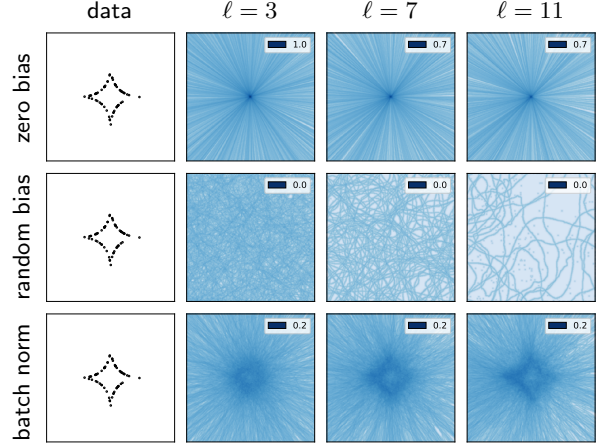 data ℓ = 3 ℓ = 7 ℓ = 11
zero bias 1.0 0.7 0.7
random bias 0.0 0.0 0.0
batch norm 0.2 0.2 0.2